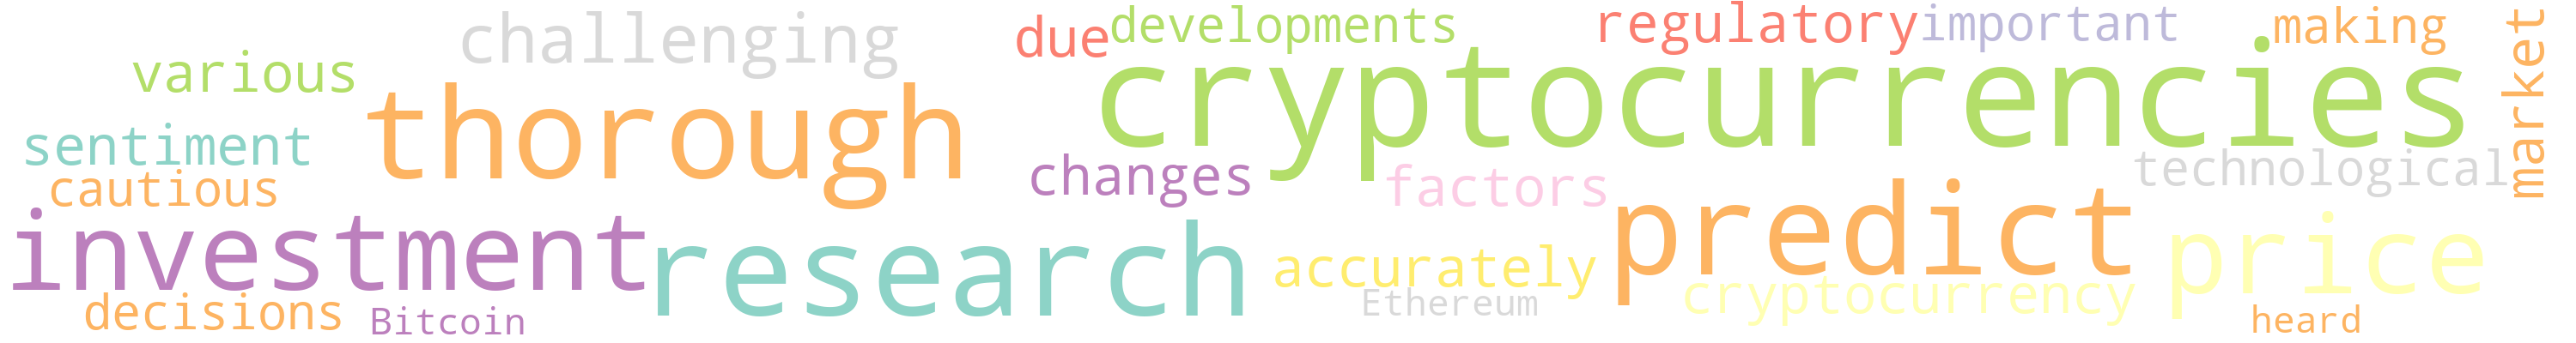 challenging
due
developments
regulatory
important
making
market
various
thorough
cryptocurrencies
sentiment
cautious
changes
factors
technological
investment
research
accurately
predict
price
decisions
Bitcoin
Ethereum
cryptocurrency
heard